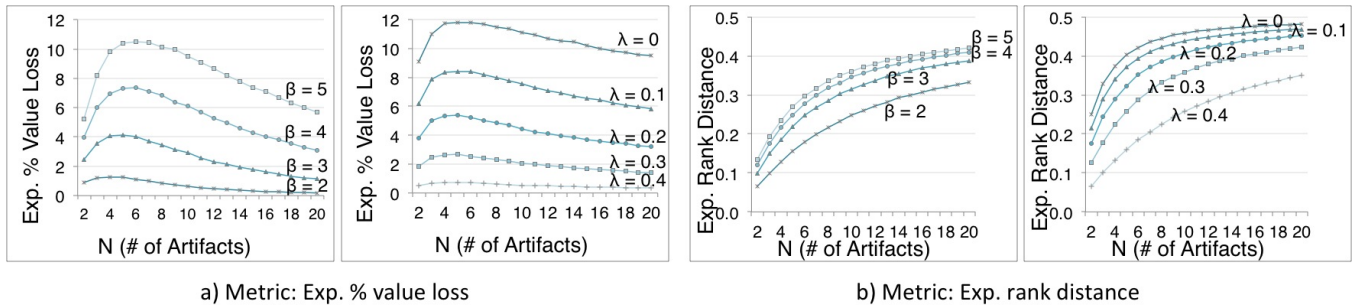 Exp. % Value Loss
12
10
8
6
4
2
0
β = 5
β = 4
β = 3
β = 2
2 4 6 8 10 12 14 16 18 20
N (# of Artifacts)
Exp. % Value Loss
12
10
8
6
4
2
0
λ = 0
λ = 0.1
λ = 0.2
λ = 0.3
λ = 0.4
2 4 6 8 10 12 14 16 18 20
N (# of Artifacts)
a) Metric: Exp. % value loss
Exp. Rank Distance
0.5
0.4
0.3
0.2
0.1
0.0
β = 5
β = 4
β = 3
β = 2
2 4 6 8 10 12 14 16 18 20
N (# of Artifacts)
Exp. Rank Distance
0.5
0.4
0.3
0.2
0.1
0.0
λ = 0
λ = 0.1
λ = 0.2
λ = 0.3
λ = 0.4
2 4 6 8 10 12 14 16 18 20
N (# of Artifacts)
b) Metric: Exp. rank distance